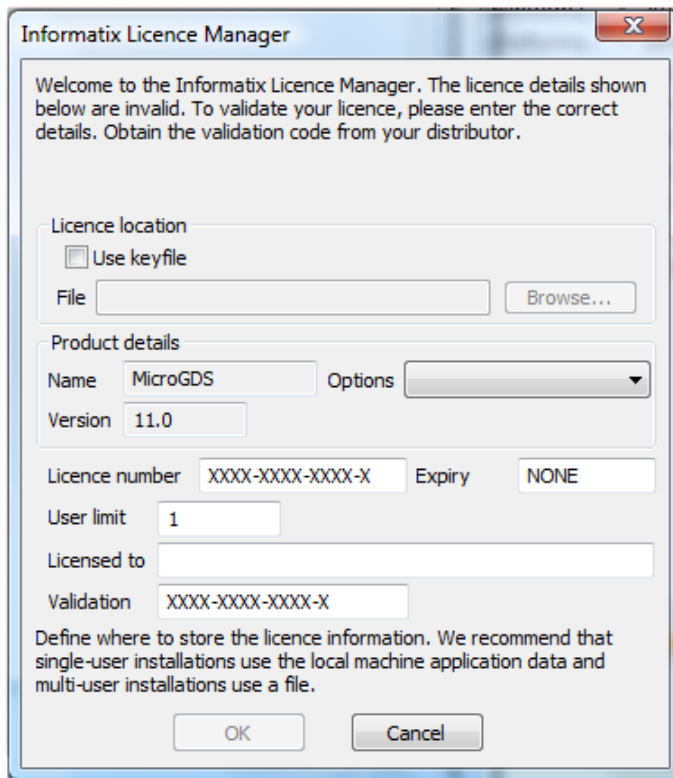 Informatix Licence Manager
Welcome to the Informatix Licence Manager. The licence details shown
below are invalid. To validate your licence, please enter the correct
details. Obtain the validation code from your distributor.
Licence location
Use keyfile
File Browse...
Product details
Name MicroGDS Options
Version 11.0
Licence number XXXX-XXXX-XXXX-X Expiry NONE
User limit 1
Licensed to
Validation XXXX-XXXX-XXXX-X
Define where to store the licence information. We recommend that
single-user installations use the local machine application data and
multi-user installations use a file.
OK Cancel